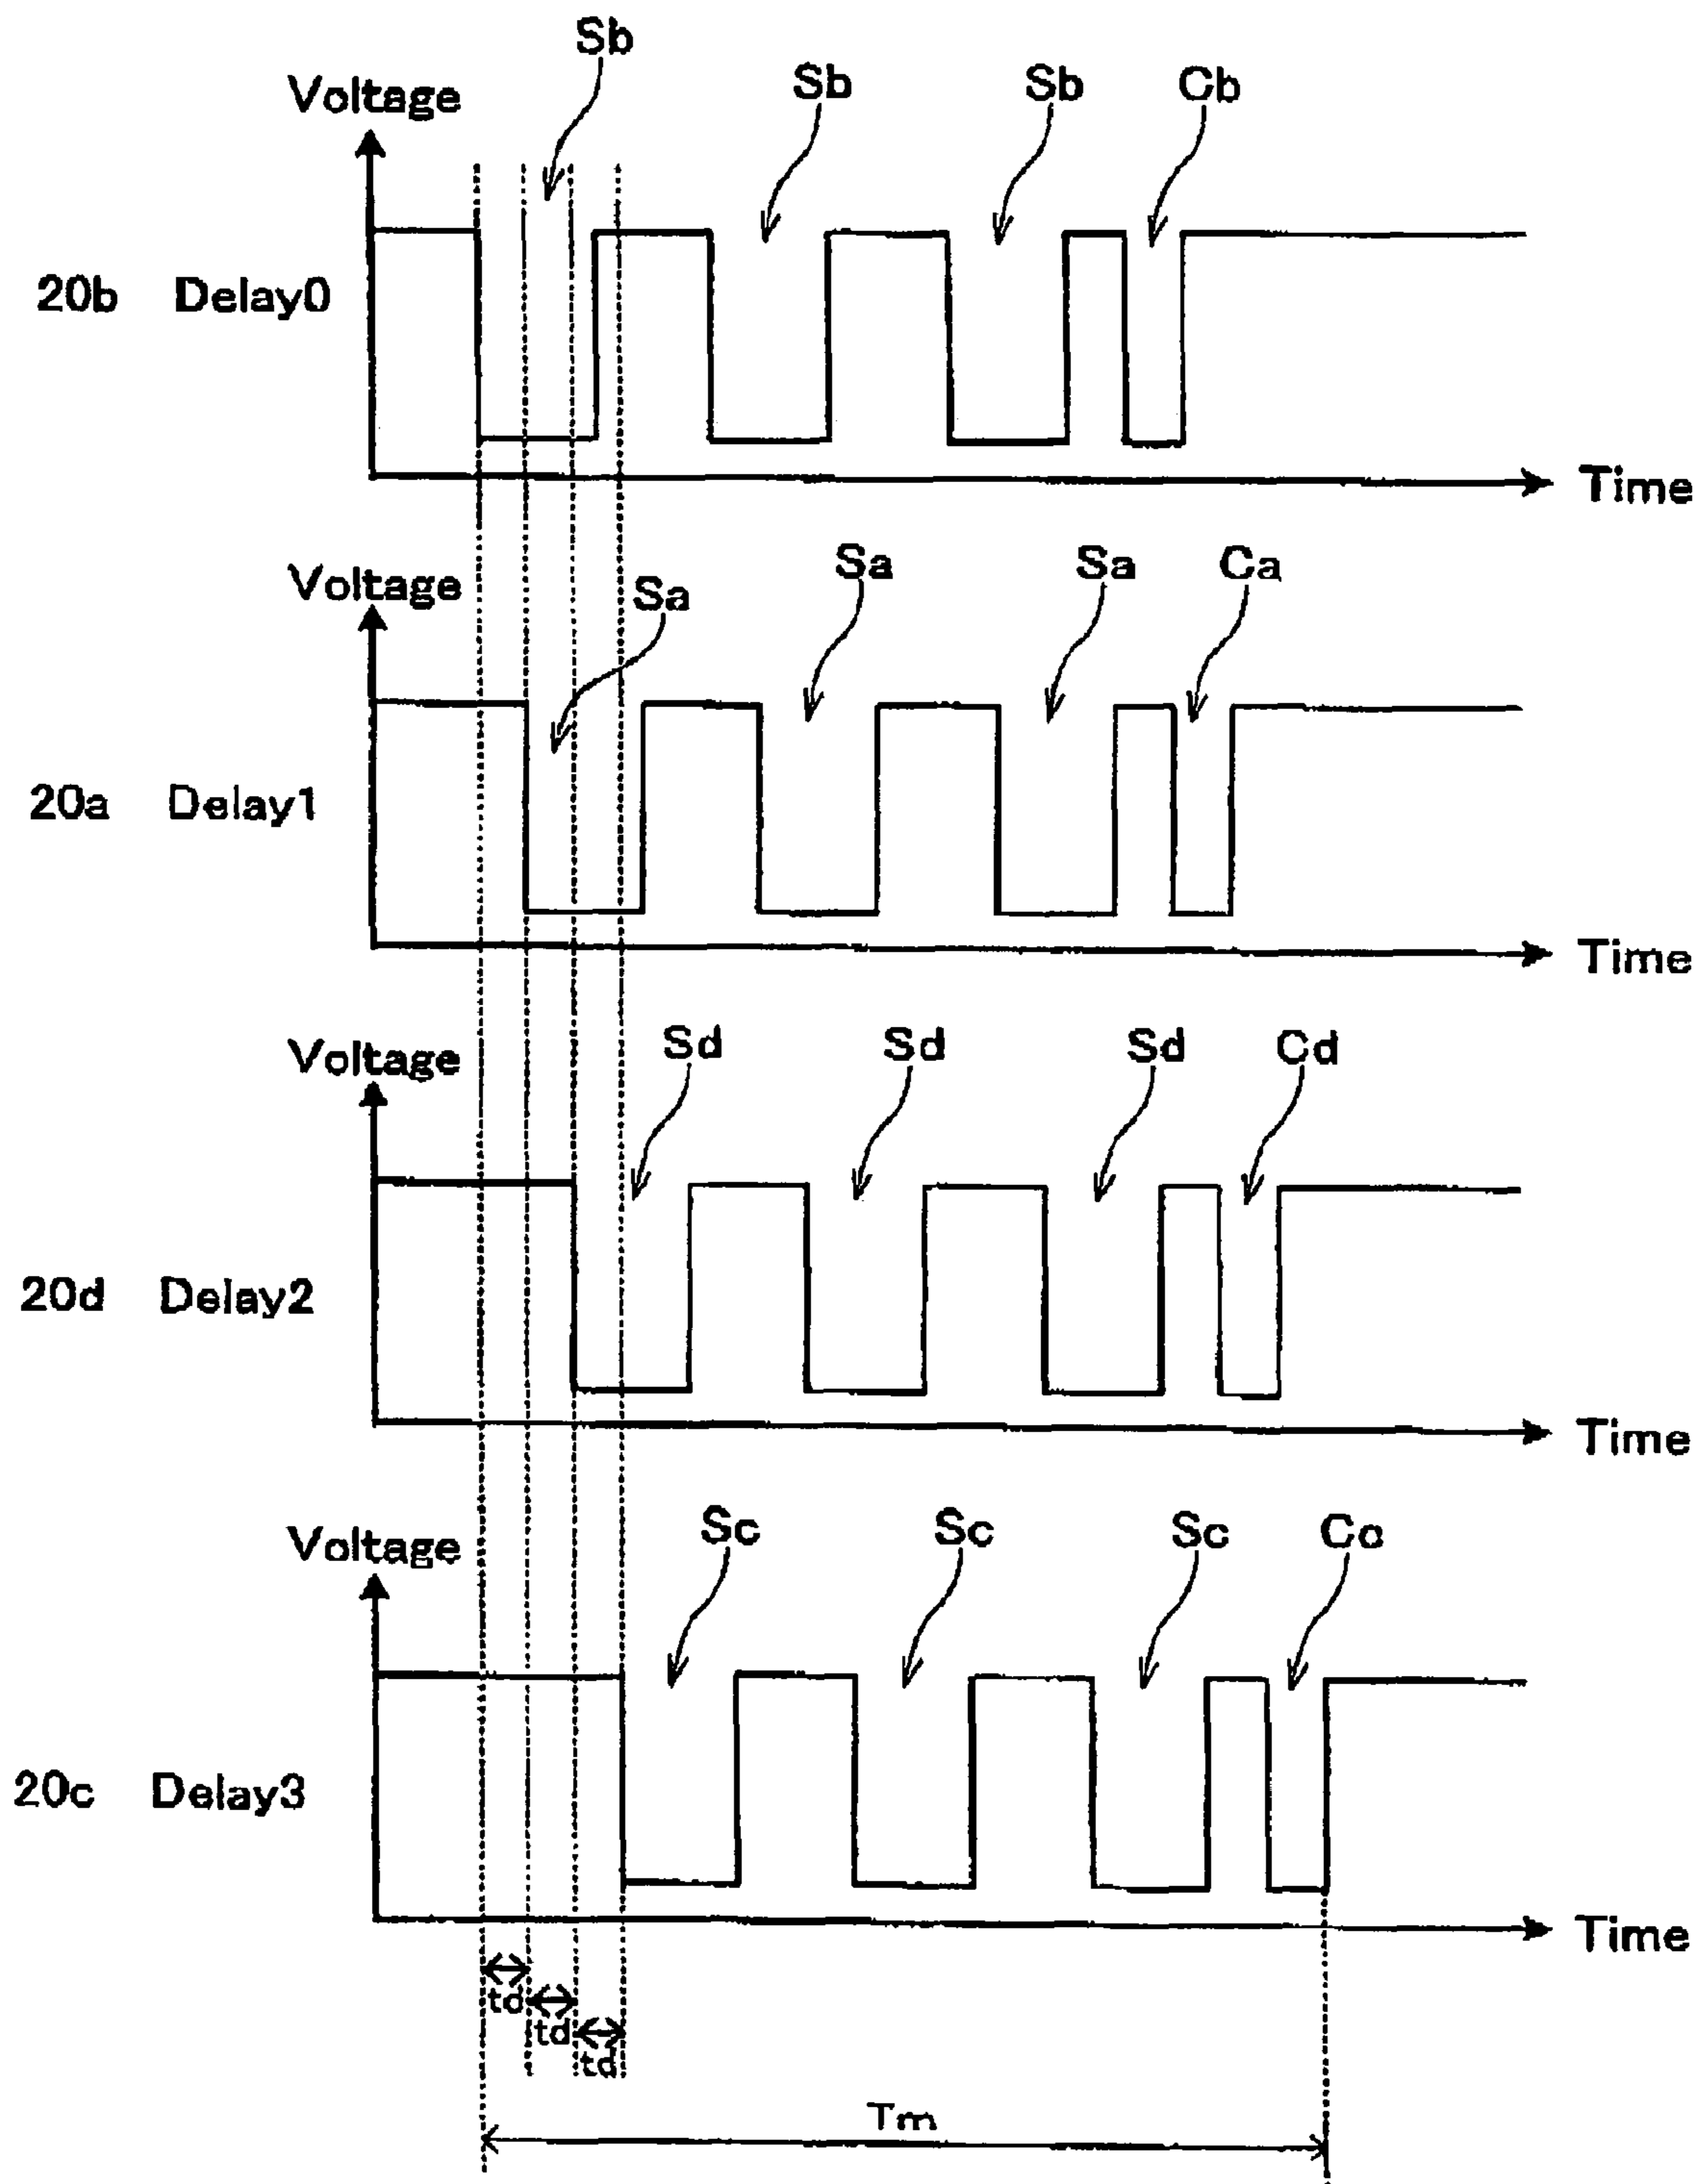 Sb
Sb
Sb
Cb
Voltage
20b Delay0
Time
Voltage
Sa
Sa
Sa
Ca
20a Delay1
Time
Voltage
Sd
Sd
Sd
Cd
20d Delay2
Time
Voltage
Sc
Sc
Sc
Cc
20c Delay3
Time
td
td
td
Tm